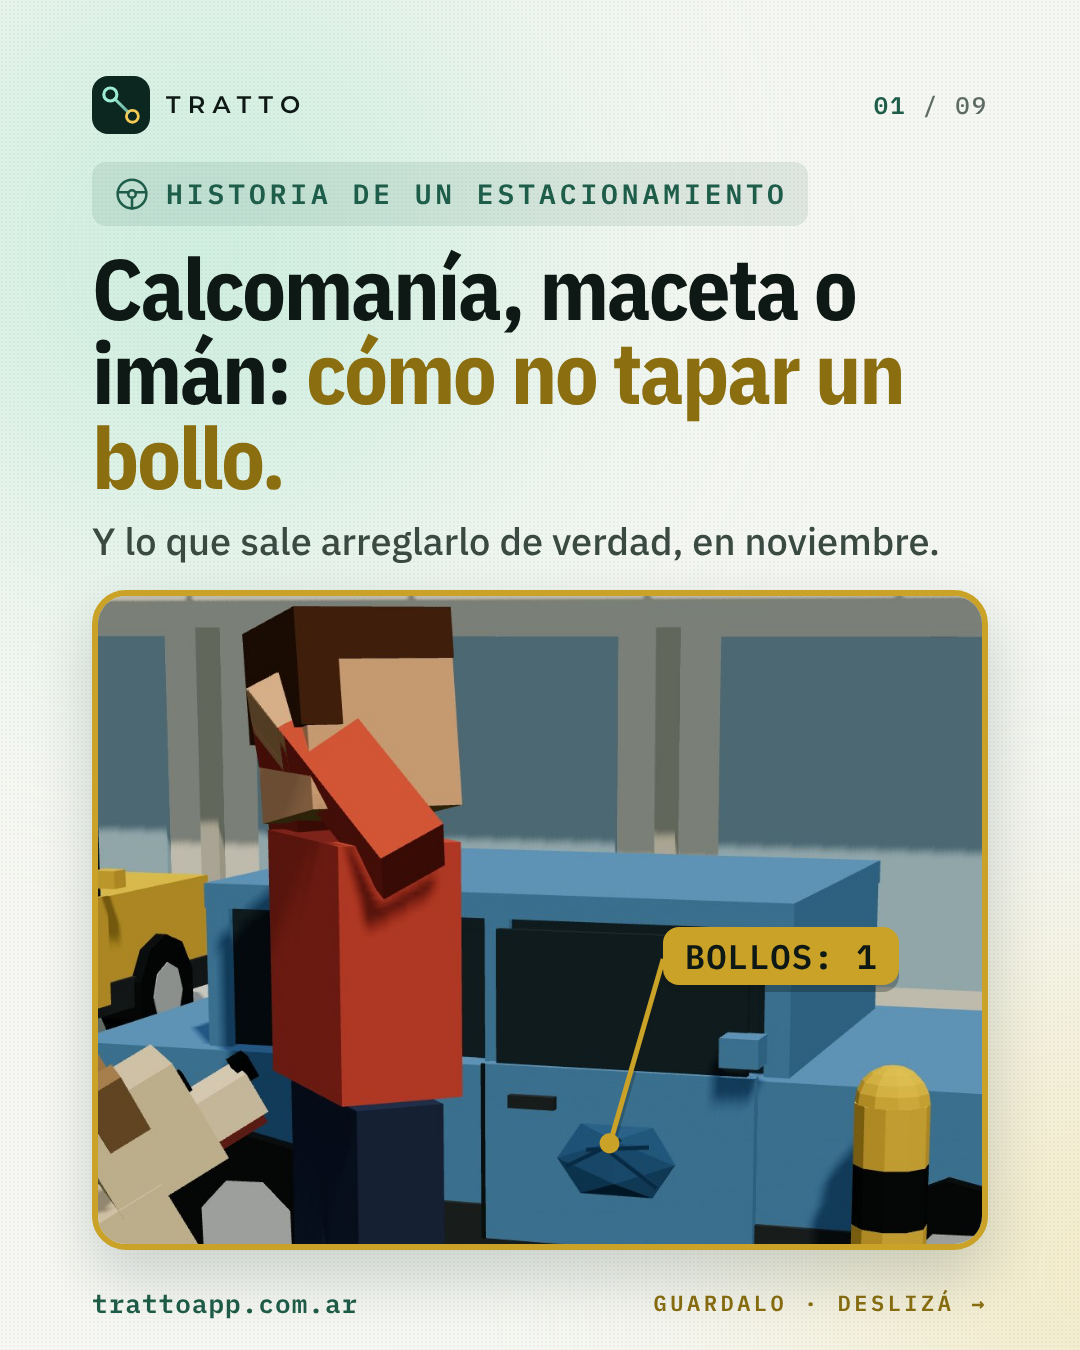 TRATTO
01 / 09
HISTORIA DE UN ESTACIONAMIENTO
Calcomanía, maceta o
imán: cómo no tapar un
bollo.
Y lo que sale arreglarlo de verdad, en noviembre.
BOLLOS: 1
trattoapp.com.ar
GUARDALO · DESLIZÁ →